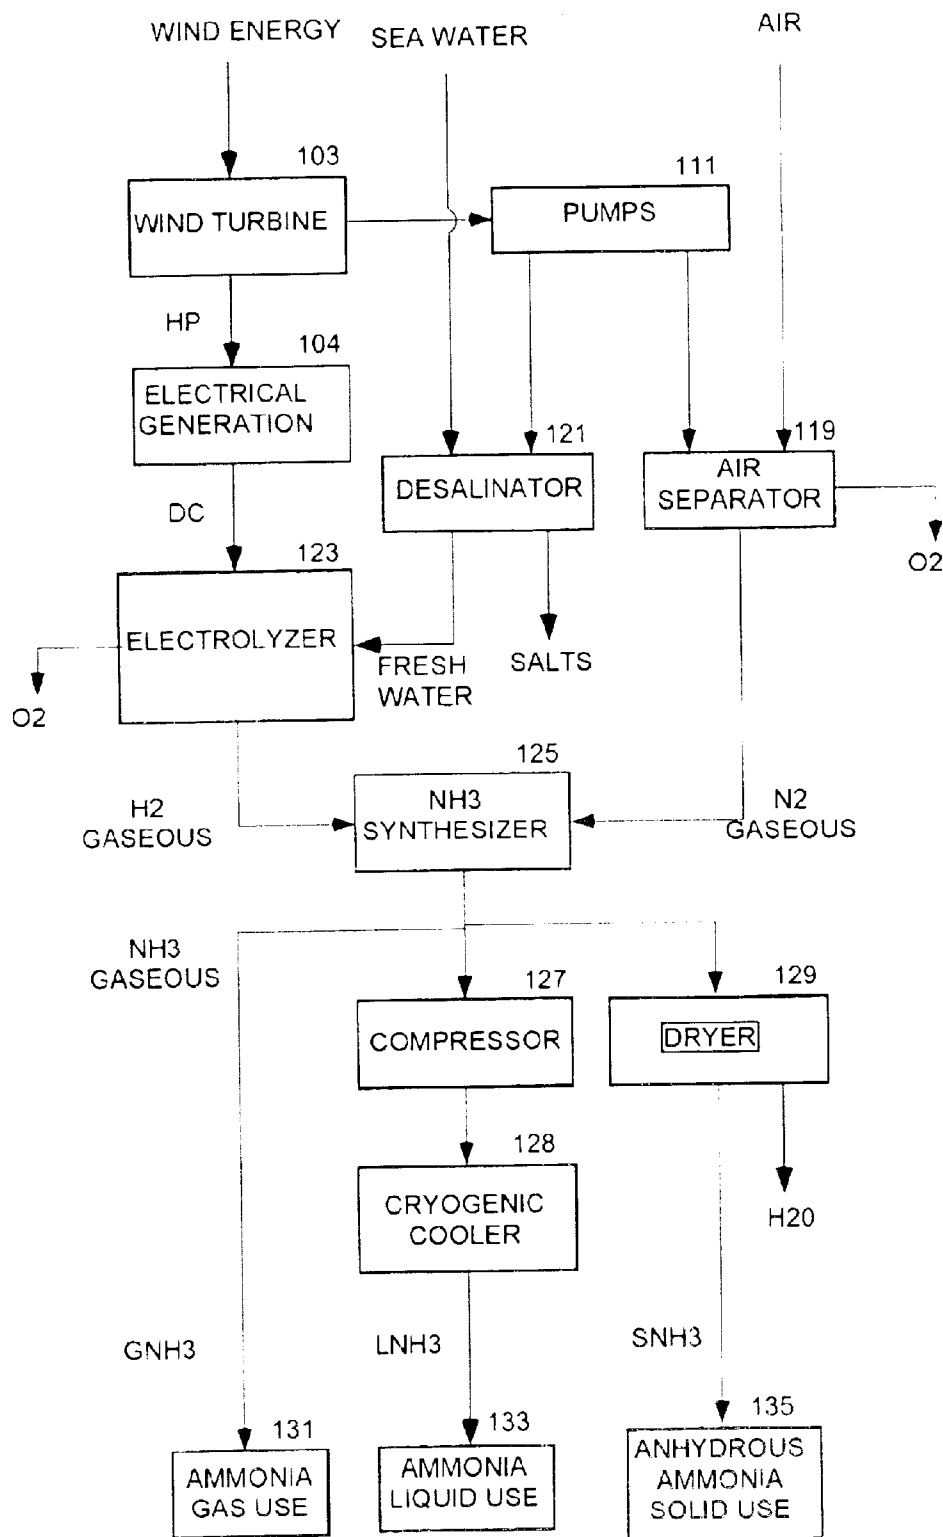 WIND ENERGY
SEA WATER
AIR
103
WIND TURBINE
111
PUMPS
HP
104
ELECTRICAL
GENERATION
121
DESALINATOR
119
AIR
SEPARATOR
DC
O2
123
ELECTROLYZER
FRESH
WATER
SALTS
O2
125
NH3
SYNTHESIZER
H2
GASEOUS
N2
GASEOUS
NH3
GASEOUS
127
COMPRESSOR
129
DRYER
128
CRYOGENIC
COOLER
H20
GNH3
LNH3
SNH3
131
AMMONIA
GAS USE
133
AMMONIA
LIQUID USE
135
ANHYDROUS
AMMONIA
SOLID USE